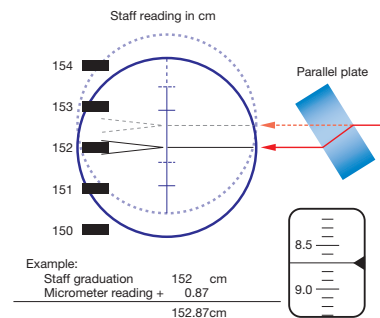 Staff reading in cm
154
Parallel plate
153
152
151
150
8.5
9.0
Example:
Staff graduation 152 cm
Micrometer reading + 0.87
152.87cm